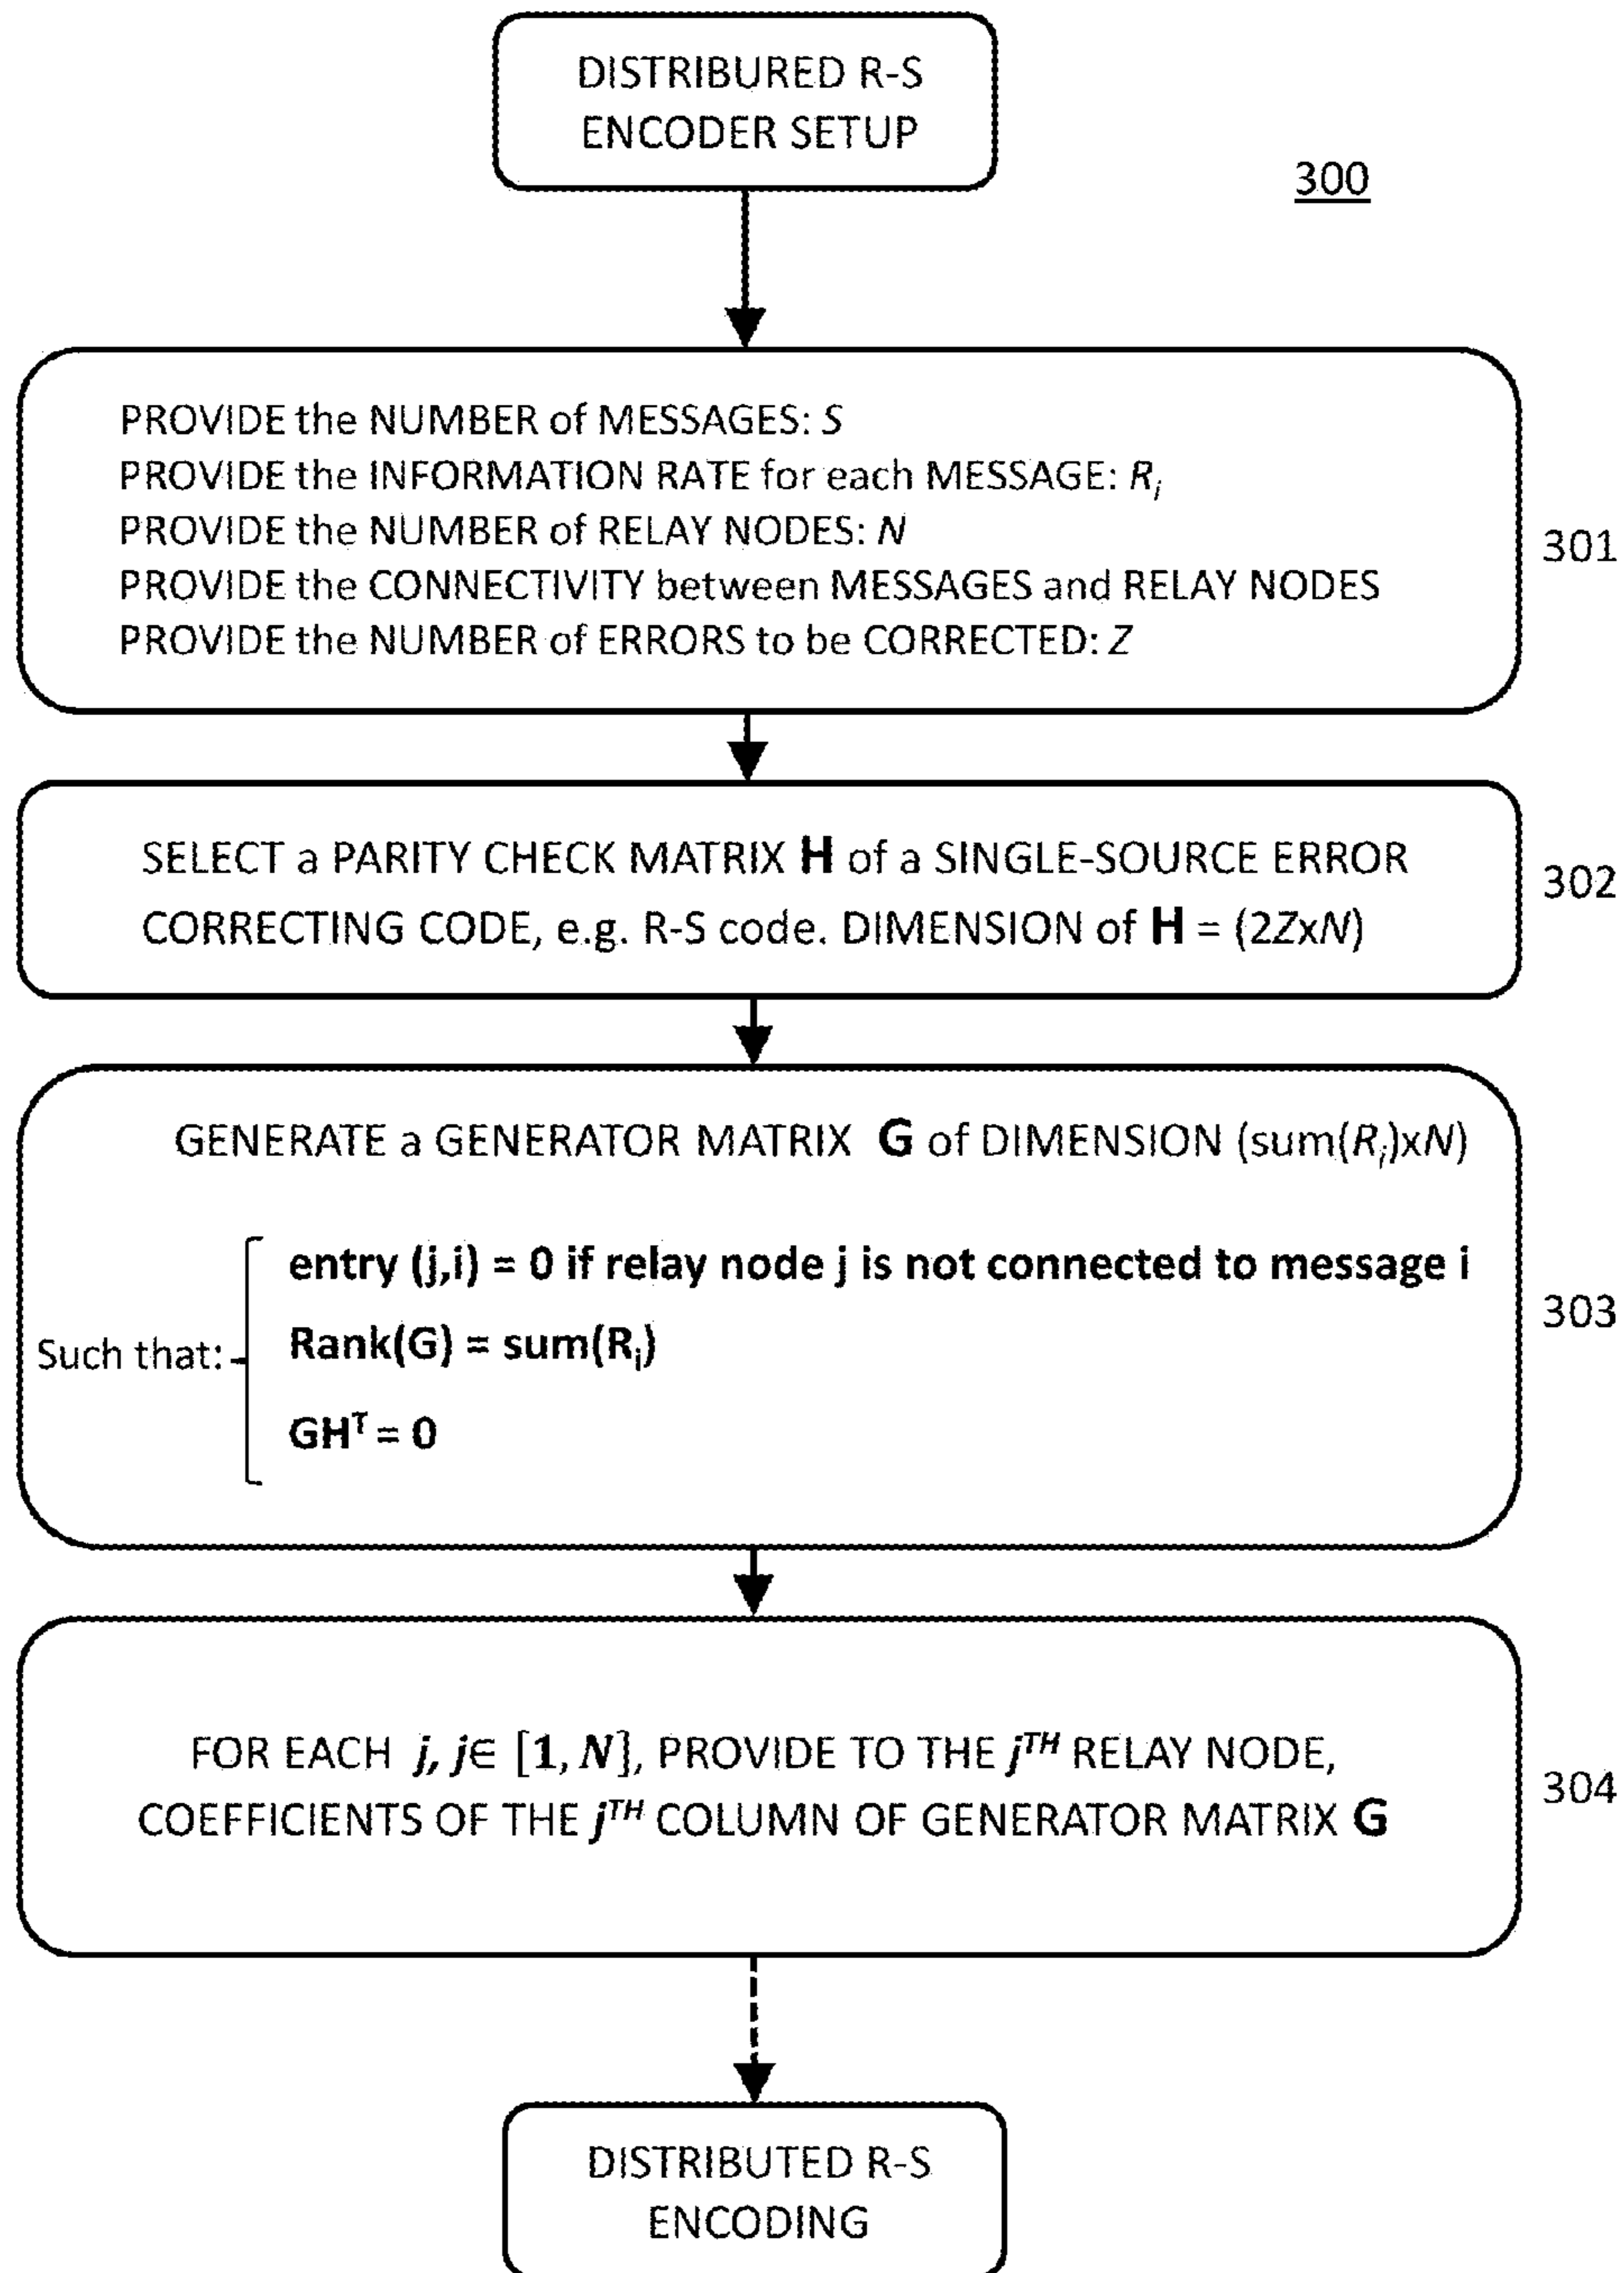 DISTRIBURED R-S
ENCODER SETUP
300
PROVIDE the NUMBER of MESSAGES: S
PROVIDE the INFORMATION RATE for each MESSAGE: Ri
PROVIDE the NUMBER of RELAY NODES: N
PROVIDE the CONNECTIVITY between MESSAGES and RELAY NODES
PROVIDE the NUMBER of ERRORS to be CORRECTED: Z
301
SELECT a PARITY CHECK MATRIX H of a SINGLE-SOURCE ERROR
CORRECTING CODE, e.g. R-S code. DIMENSION of H = (2ZxN)
302
GENERATE a GENERATOR MATRIX G of DIMENSION (sum(Ri)xN)
entry (j,i) = 0 if relay node j is not connected to message i
Such that:
Rank(G) = sum(Ri)
GHᵀ = 0
303
FOR EACH j, j∈ [1, N], PROVIDE TO THE jᵀᴴ RELAY NODE,
COEFFICIENTS OF THE jᵀᴴ COLUMN OF GENERATOR MATRIX G
304
DISTRIBUTED R-S
ENCODING